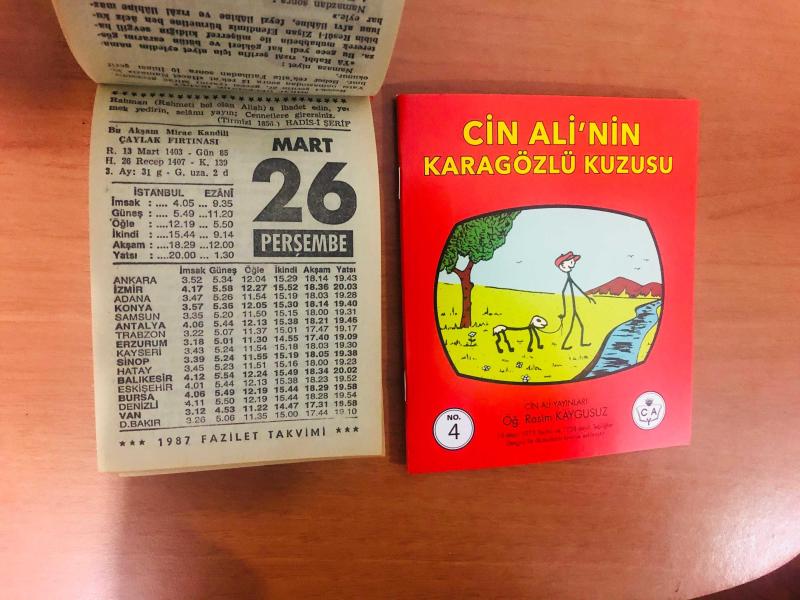 Namazdan sonra
har eyle.»
Rahman (Rahmeti bol olan Allah) a ibadet edin, ye-
mek yedirin, selâmı yayın; Cennetlere girersiniz.
(Tirmizi 1856.) HADİS-İ ŞERİF
Bu Akşam Mirac Kandili
ÇAYLAK FIRTINASI
R. 13 Mart 1403 - Gün 85
H. 26 Recep 1407 - K. 139
3. Ay: 31 g - G. uza. 2 d
MART
26
PERŞEMBE
İSTANBUL EZANİ
İmsak : .... 4.05 ... 9.35
Güneş : .... 5.49 ...11.20
Öğle : ....12.19 ... 5.50
İkindi : ....15.44 ... 9.14
Akşam : ....18.29 ...12.00
Yatsı : ....20.00 ... 1.30
İmsak Güneş Öğle İkindi Akşam Yatsı
ANKARA 3.52 5.34 12.04 15.29 18.14 19.43
İZMİR 4.17 5.58 12.27 15.52 18.36 20.03
ADANA 3.47 5.26 11.54 15.19 18.03 19.28
KONYA 3.57 5.36 12.05 15.30 18.14 19.40
SAMSUN 3.35 5.20 11.50 15.15 18.00 19.31
ANTALYA 4.06 5.44 12.13 15.38 18.21 19.46
TRABZON 3.22 5.07 11.37 15.01 17.47 19.17
ERZURUM 3.18 5.01 11.30 14.55 17.40 19.09
KAYSERİ 3.43 5.24 11.54 15.18 18.03 19.30
SİNOP 3.39 5.24 11.55 15.19 18.05 19.38
HATAY 3.45 5.23 11.51 15.16 18.00 19.23
BALIKESİR 4.12 5.54 12.24 15.49 18.34 20.02
ESKİŞEHİR 4.01 5.44 12.13 15.38 18.23 19.52
BURSA 4.06 5.49 12.19 15.44 18.29 19.58
DENİZLİ 4.11 5.50 12.19 15.44 18.28 19.54
VAN 3.12 4.53 11.22 14.47 17.31 18.58
D.BAKIR 3.26 5.06 11.35 15.00 17.44 19.10
*** 1987 FAZİLET TAKVİMİ ***
CİN ALİ'NİN
KARAGÖZLÜ KUZUSU
CİN ALİ YAYINLARI
Öğ. Rasim KAYGUSUZ
NO.
4
C A